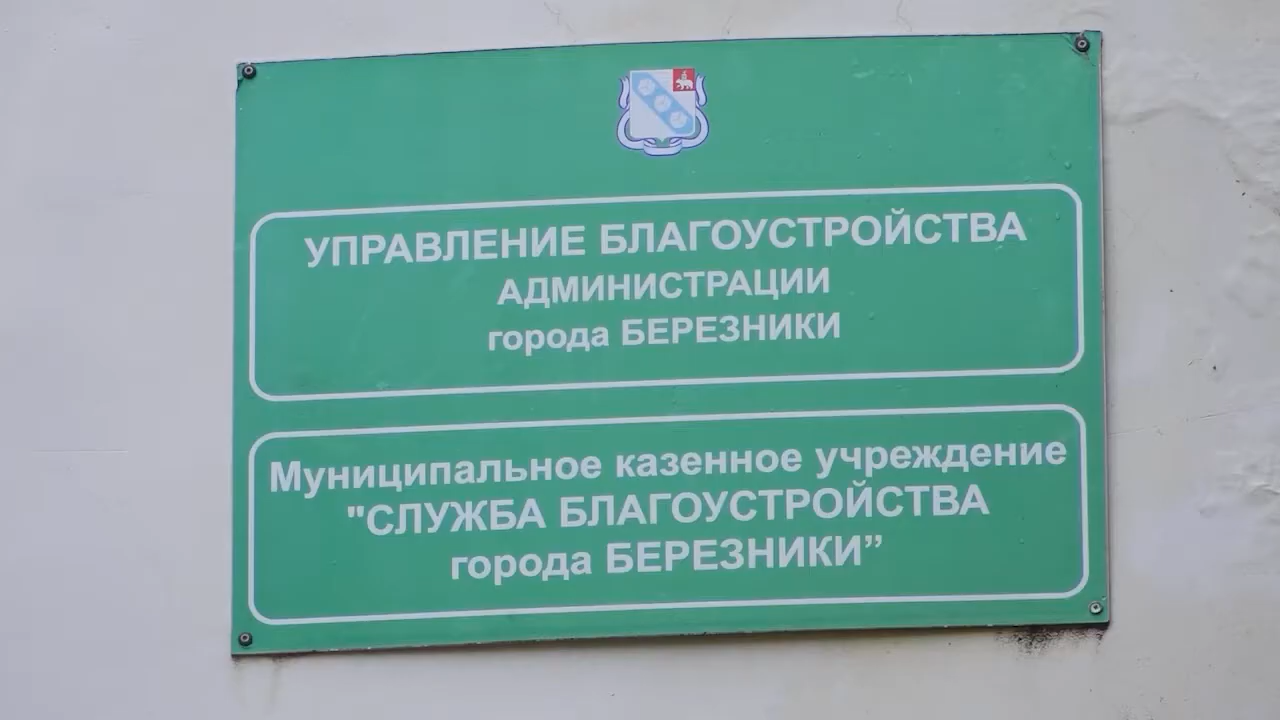 УПРАВЛЕНИЕ БЛАГОУСТРОЙСТВА
АДМИНИСТРАЦИИ
города БЕРЕЗНИКИ
Муниципальное казенное учреждение
"СЛУЖБА БЛАГОУСТРОЙСТВА
города БЕРЕЗНИКИ”